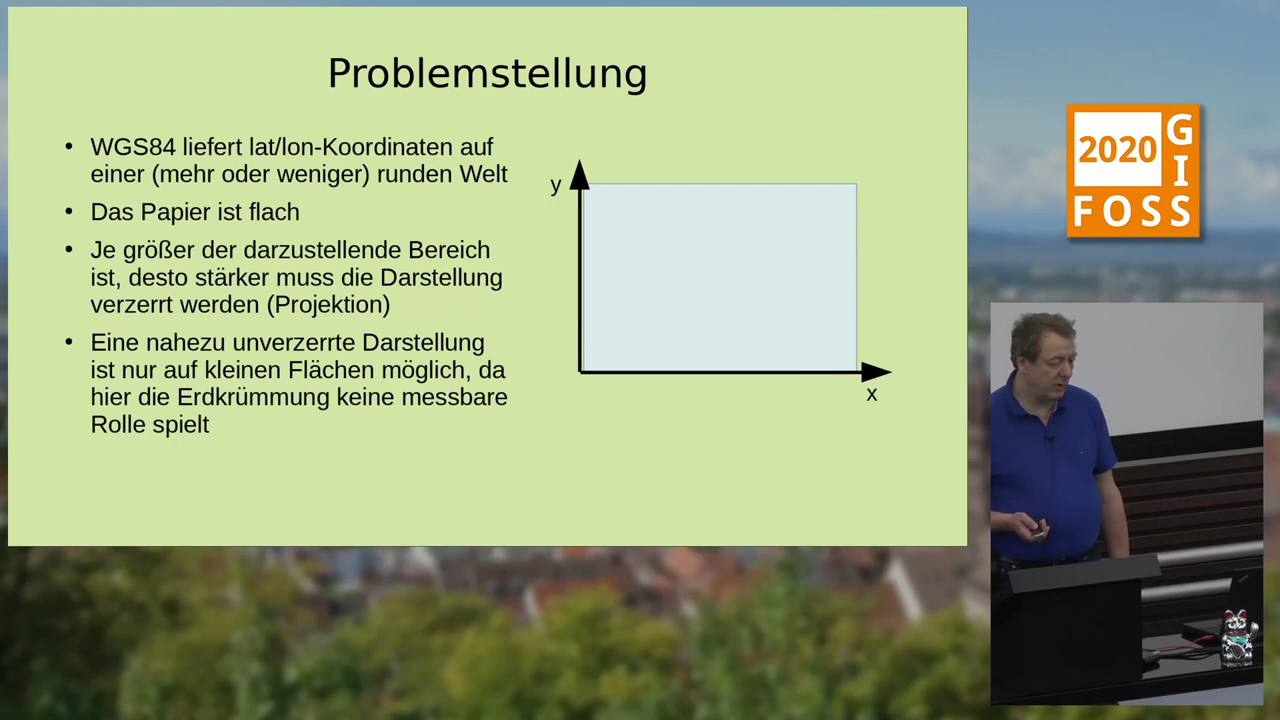 Problemstellung
• WGS84 liefert lat/lon-Koordinaten auf
einer (mehr oder weniger) runden Welt
• Das Papier ist flach
• Je größer der darzustellende Bereich
ist, desto stärker muss die Darstellung
verzerrt werden (Projektion)
• Eine nahezu unverzerrte Darstellung
ist nur auf kleinen Flächen möglich, da
hier die Erdkrümmung keine messbare
Rolle spielt
y
x
2020 G
I
FOSS